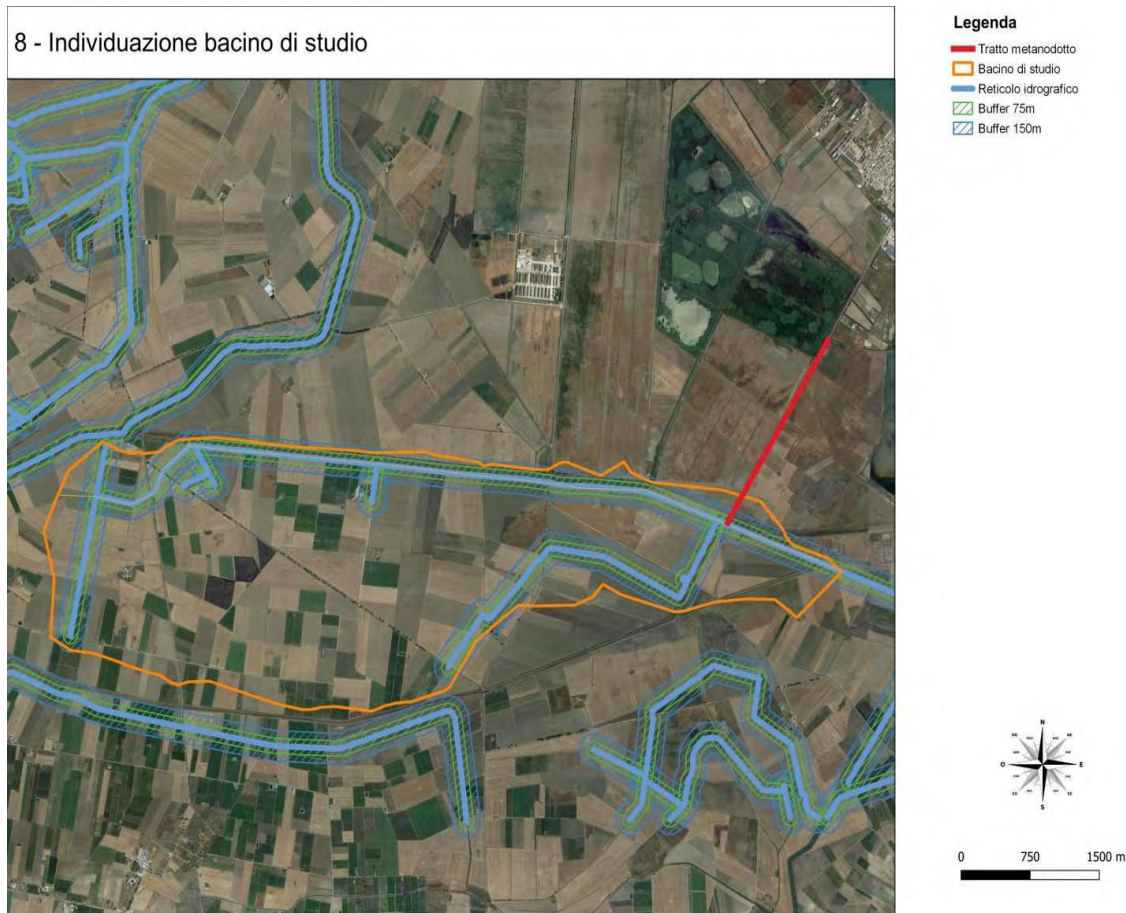 8 - Individuazione bacino di studio
Legenda
Tratto metanodotto
Bacino di studio
Reticolo idrografico
Buffer 75m
Buffer 150m
N
O
E
S
0 750 1500 m